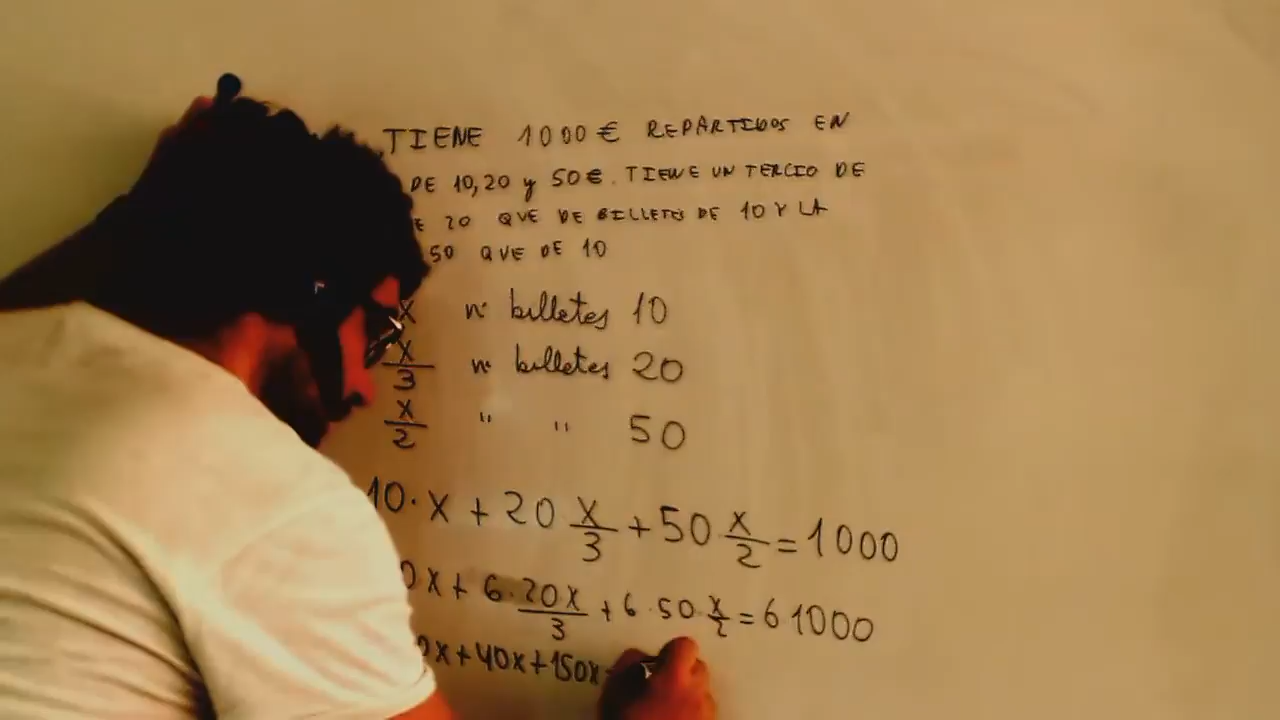 TIENE 1000 € REPARTIDOS EN
DE 10, 20 y 50 €. TIENE UN TERCIO DE
E 20 QUE DE BILLETES DE 10 Y LA
50 QUE DE 10
x nº billetes 10
x/3 nº billetes 20
x/2 " " 50
10·x + 20 x/3 + 50 x/2 = 1000
0x + 6·20x/3 + 6·50 x/2 = 6 1000
0x + 40x + 150x